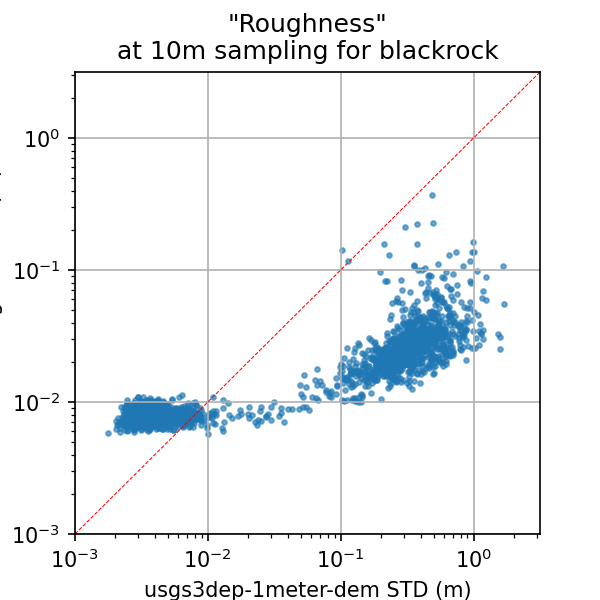 "Roughness"
at 10m sampling for blackrock
10⁰
10⁻¹
10⁻²
10⁻³
10⁻³ 10⁻² 10⁻¹ 10⁰
usgs3dep-1meter-dem STD (m)